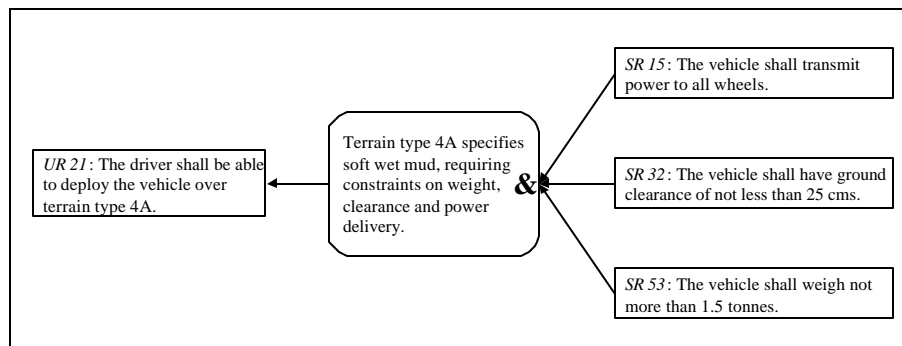 UR 21: The driver shall be able
to deploy the vehicle over
terrain type 4A.
Terrain type 4A specifies
soft wet mud, requiring
constraints on weight,
clearance and power
delivery.
&
SR 15: The vehicle shall transmit
power to all wheels.
SR 32: The vehicle shall have ground
clearance of not less than 25 cms.
SR 53: The vehicle shall weigh not
more than 1.5 tonnes.